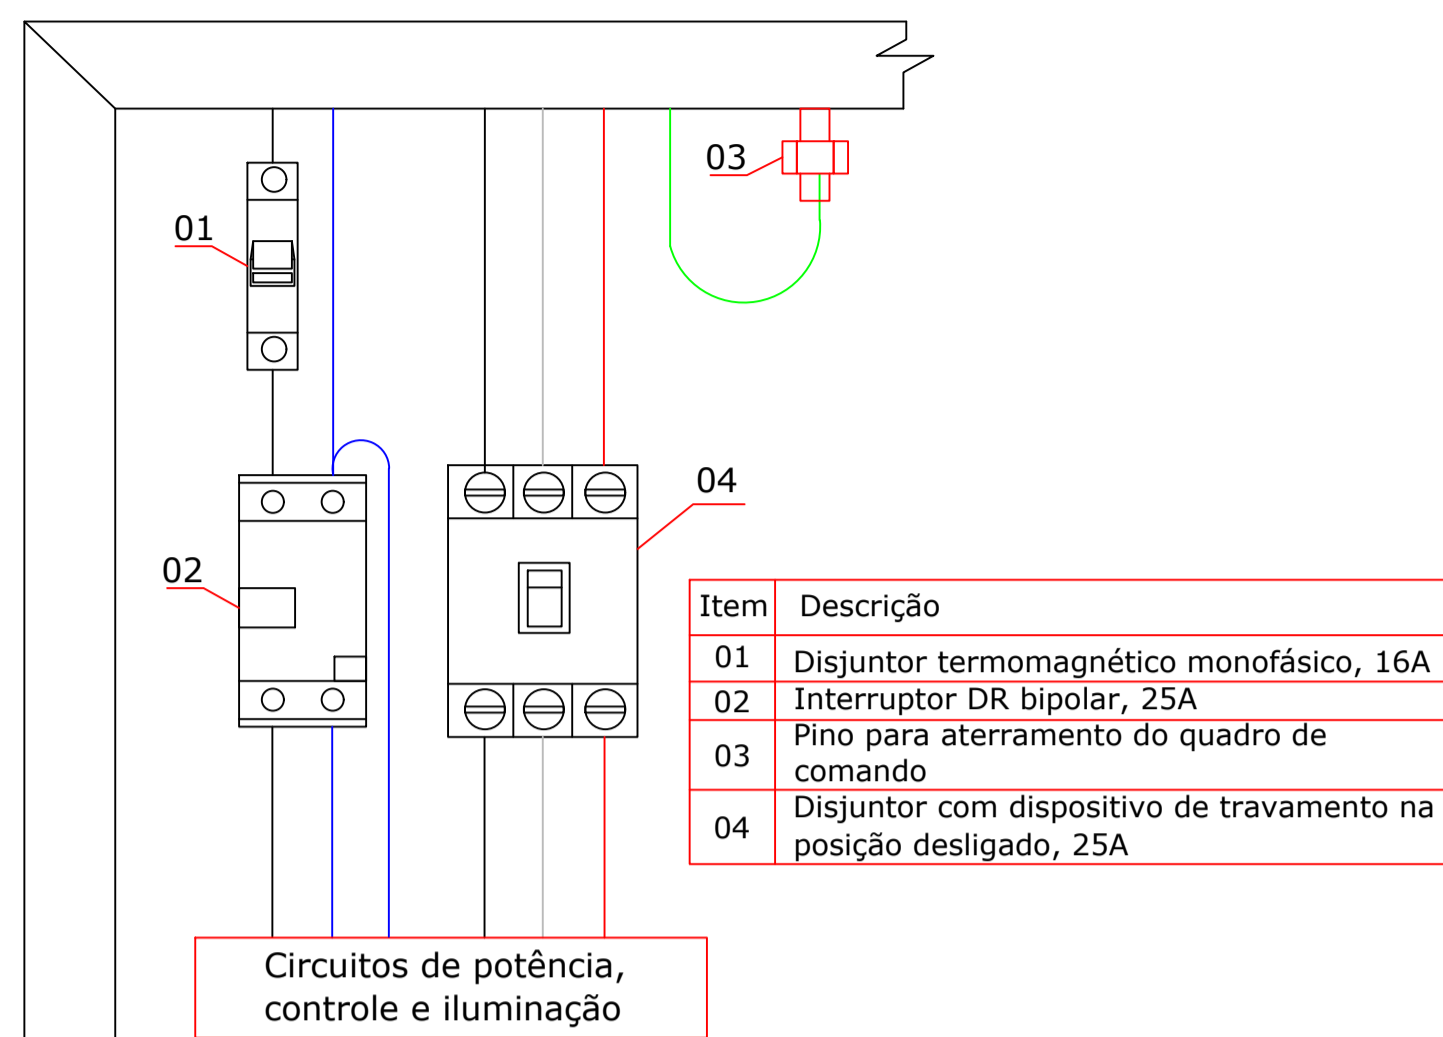 03
01
04
02
Item Descrição
01 Disjuntor termomagnético monofásico, 16A
02 Interruptor DR bipolar, 25A
03 Pino para aterramento do quadro de
comando
04 Disjuntor com dispositivo de travamento na
posição desligado, 25A
Circuitos de potência,
controle e iluminação